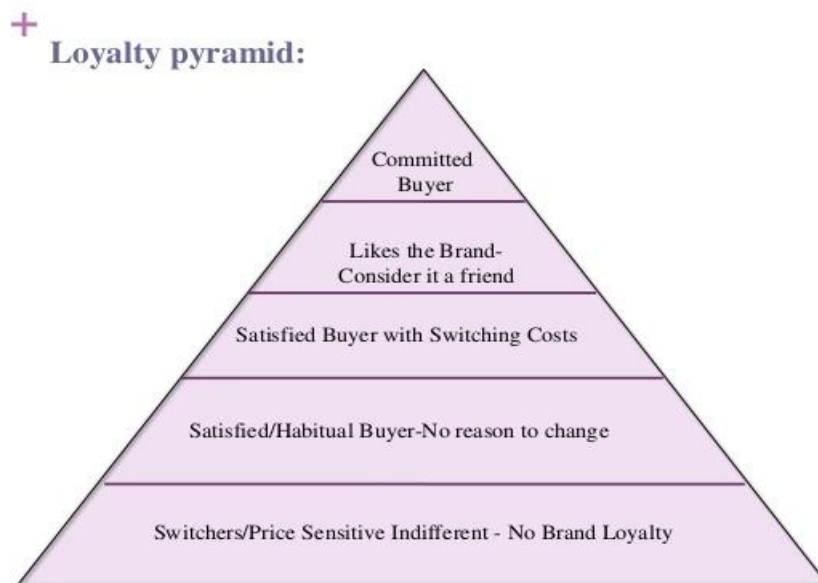 +
Loyalty pyramid:
Committed
Buyer
Likes the Brand-
Consider it a friend
Satisfied Buyer with Switching Costs
Satisfied/Habitual Buyer-No reason to change
Switchers/Price Sensitive Indifferent - No Brand Loyalty